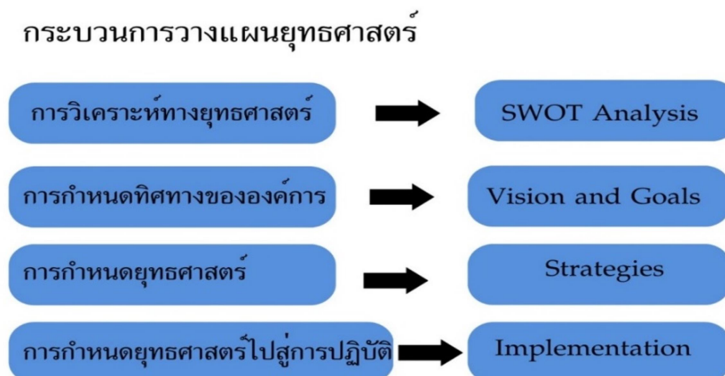 กระบวนการวางแผนยุทธศาสตร์
การวิเคราะห์ทางยุทธศาสตร์
SWOT Analysis
การกำหนดทิศทางขององค์การ
Vision and Goals
การกำหนดยุทธศาสตร์
Strategies
การกำหนดยุทธศาสตร์ไปสู่การปฏิบัติ
Implementation